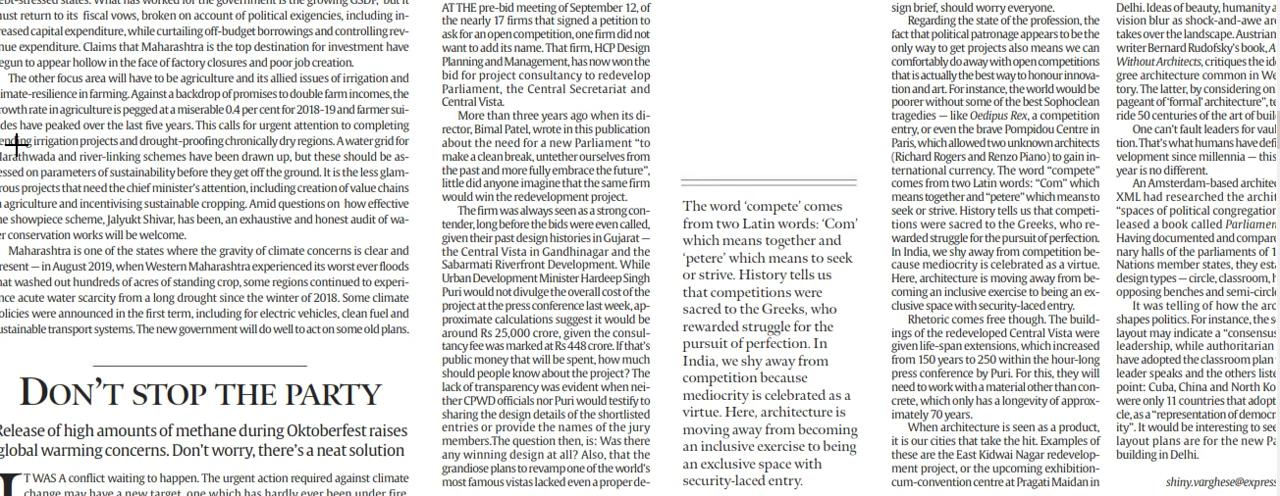 debt-stressed states. What has worked for the government is the growing GSDP, but it
must return to its fiscal vows, broken on account of political exigencies, including in-
creased capital expenditure, while curtailing off-budget borrowings and controlling rev-
enue expenditure. Claims that Maharashtra is the top destination for investment have
begun to appear hollow in the face of factory closures and poor job creation.
The other focus area will have to be agriculture and its allied issues of irrigation and
climate-resilience in farming. Against a backdrop of promises to double farm incomes, the
growth rate in agriculture is pegged at a miserable 0.4 per cent for 2018-19 and farmer sui-
cides have peaked over the last five years. This calls for urgent attention to completing
pending irrigation projects and drought-proofing chronically dry regions. A water grid for
Marathwada and river-linking schemes have been drawn up, but these should be as-
sessed on parameters of sustainability before they get off the ground. It is the less glam-
orous projects that need the chief minister's attention, including creation of value chains
in agriculture and incentivising sustainable cropping. Amid questions on how effective
the showpiece scheme, Jalyukt Shivar, has been, an exhaustive and honest audit of wa-
ter conservation works will be welcome.
Maharashtra is one of the states where the gravity of climate concerns is clear and
present — in August 2019, when Western Maharashtra experienced its worst ever floods
that washed out hundreds of acres of standing crop, some regions continued to experi-
ence acute water scarcity from a long drought since the winter of 2018. Some climate
policies were announced in the first term, including for electric vehicles, clean fuel and
sustainable transport systems. The new government will do well to act on some old plans.
DON'T STOP THE PARTY
Release of high amounts of methane during Oktoberfest raises
global warming concerns. Don't worry, there's a neat solution
IT WAS A conflict waiting to happen. The urgent action required against climate
change may have a new target, one which has hardly ever been under fire.
AT THE pre-bid meeting of September 12, of
the nearly 17 firms that signed a petition to
ask for an open competition, one firm did not
want to add its name. That firm, HCP Design
Planning and Management, has now won the
bid for project consultancy to redevelop
Parliament, the Central Secretariat and
Central Vista.
More than three years ago when its di-
rector, Bimal Patel, wrote in this publication
about the need for a new Parliament "to
make a clean break, untether ourselves from
the past and more fully embrace the future",
little did anyone imagine that the same firm
would win the redevelopment project.
The firm was always seen as a strong con-
tender, long before the bids were even called,
given their past design histories in Gujarat —
the Central Vista in Gandhinagar and the
Sabarmati Riverfront Development. While
Urban Development Minister Hardeep Singh
Puri would not divulge the overall cost of the
project at the press conference last week, ap-
proximate calculations suggest it would be
around Rs 25,000 crore, given the consul-
tancy fee was marked at Rs 448 crore. If that's
public money that will be spent, how much
should people know about the project? The
lack of transparency was evident when nei-
ther CPWD officials nor Puri would testify to
sharing the design details of the shortlisted
entries or provide the names of the jury
members.The question then, is: Was there
any winning design at all? Also, that the
grandiose plans to revamp one of the world's
most famous vistas lacked even a proper de-
The word 'compete' comes
from two Latin words: 'Com'
which means together and
'petere' which means to seek
or strive. History tells us
that competitions were
sacred to the Greeks, who
rewarded struggle for the
pursuit of perfection. In
India, we shy away from
competition because
mediocrity is celebrated as a
virtue. Here, architecture is
moving away from becoming
an inclusive exercise to being
an exclusive space with
security-laced entry.
sign brief, should worry everyone.
Regarding the state of the profession, the
fact that political patronage appears to be the
only way to get projects also means we can
comfortably do away with open competitions
that is actually the best way to honour innova-
tion and art. For instance, the world would be
poorer without some of the best Sophoclean
tragedies — like Oedipus Rex, a competition
entry, or even the brave Pompidou Centre in
Paris, which allowed two unknown architects
(Richard Rogers and Renzo Piano) to gain in-
ternational currency. The word "compete"
comes from two Latin words: "Com" which
means together and "petere" which means to
seek or strive. History tells us that competi-
tions were sacred to the Greeks, who re-
warded struggle for the pursuit of perfection.
In India, we shy away from competition be-
cause mediocrity is celebrated as a virtue.
Here, architecture is moving away from be-
coming an inclusive exercise to being an ex-
clusive space with security-laced entry.
Rhetoric comes free though. The build-
ings of the redeveloped Central Vista were
given life-span extensions, which increased
from 150 years to 250 within the hour-long
press conference by Puri. For this, they will
need to work with a material other than con-
crete, which only has a longevity of approx-
imately 70 years.
When architecture is seen as a product,
it is our cities that take the hit. Examples of
these are the East Kidwai Nagar redevelop-
ment project, or the upcoming exhibition-
cum-convention centre at Pragati Maidan in
Delhi. Ideas of beauty, humanity a
vision blur as shock-and-awe ar
takes over the landscape. Austrian
writer Bernard Rudofsky's book, A
Without Architects, critiques the ide
gree architecture common in We
tory. The latter, by considering on
pageant of 'formal' architecture", to
ride 50 centuries of the art of buil
One can't fault leaders for vaul
tion. That's what humans have defi
velopment since millennia — this
year is no different.
An Amsterdam-based archite
XML had researched the archit
"spaces of political congregation
leased a book called Parliamen
Having documented and compar
nary halls of the parliaments of 1
Nations member states, they esta
design types — circle, classroom, h
opposing benches and semi-circle
It was telling of how the arc
shapes politics. For instance, the s
layout may indicate a "consensus
leadership, while authoritarian
have adopted the classroom plan
leader speaks and the others liste
point: Cuba, China and North Ko
were only 11 countries that adopt
cle, as a "representation of democr
ity". It would be interesting to see
layout plans are for the new Pa
building in Delhi.
shiny.varghese@express